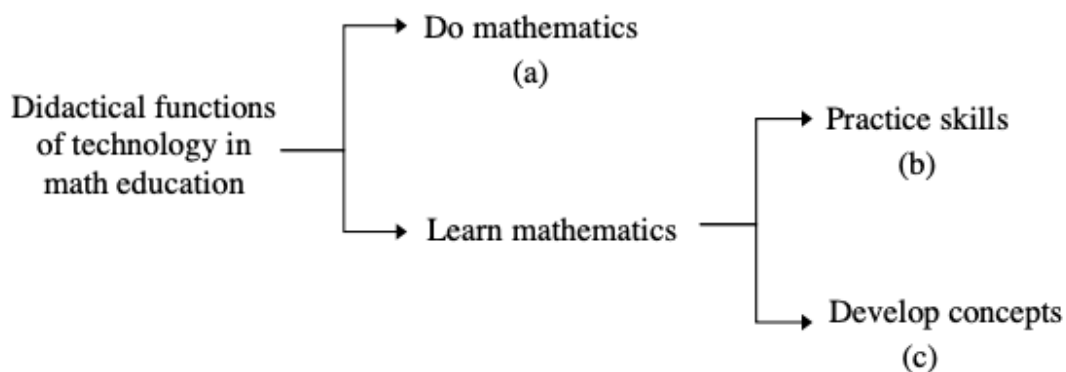 Do mathematics
(a)
Didactical functions
of technology in
math education
Practice skills
(b)
Learn mathematics
Develop concepts
(c)